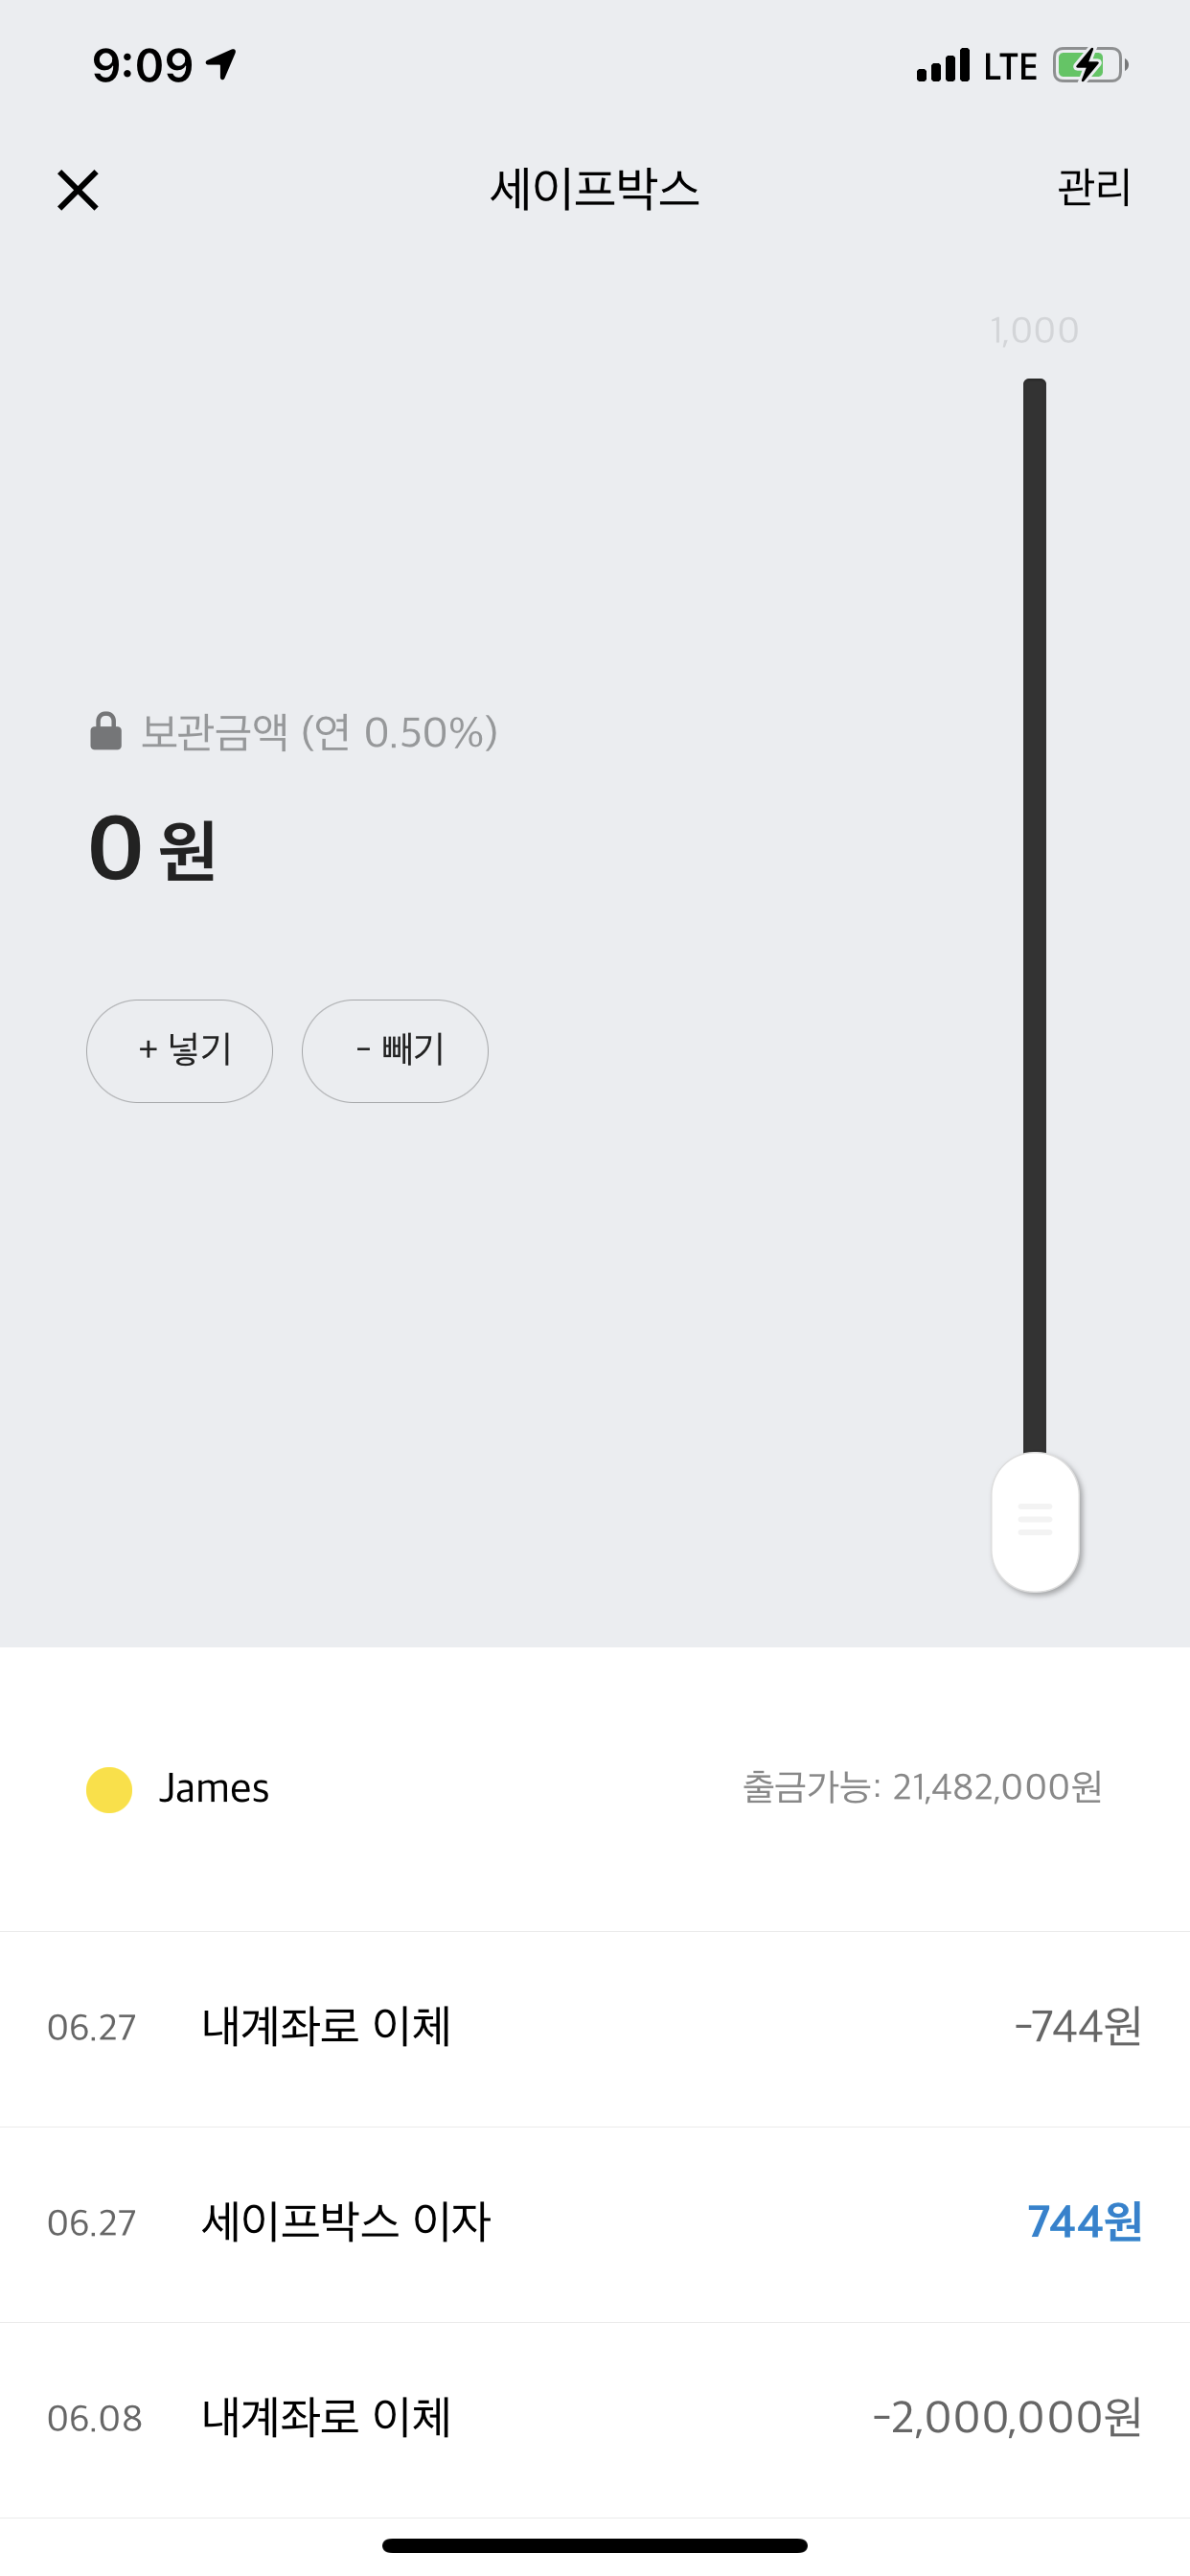 9:09 LTE
세이프박스 관리
1,000
보관금액 (연 0.50%)
0 원
+ 넣기 - 빼기
James 출금가능: 21,482,000원
06.27 내계좌로 이체 -744원
06.27 세이프박스 이자 744원
06.08 내계좌로 이체 -2,000,000원